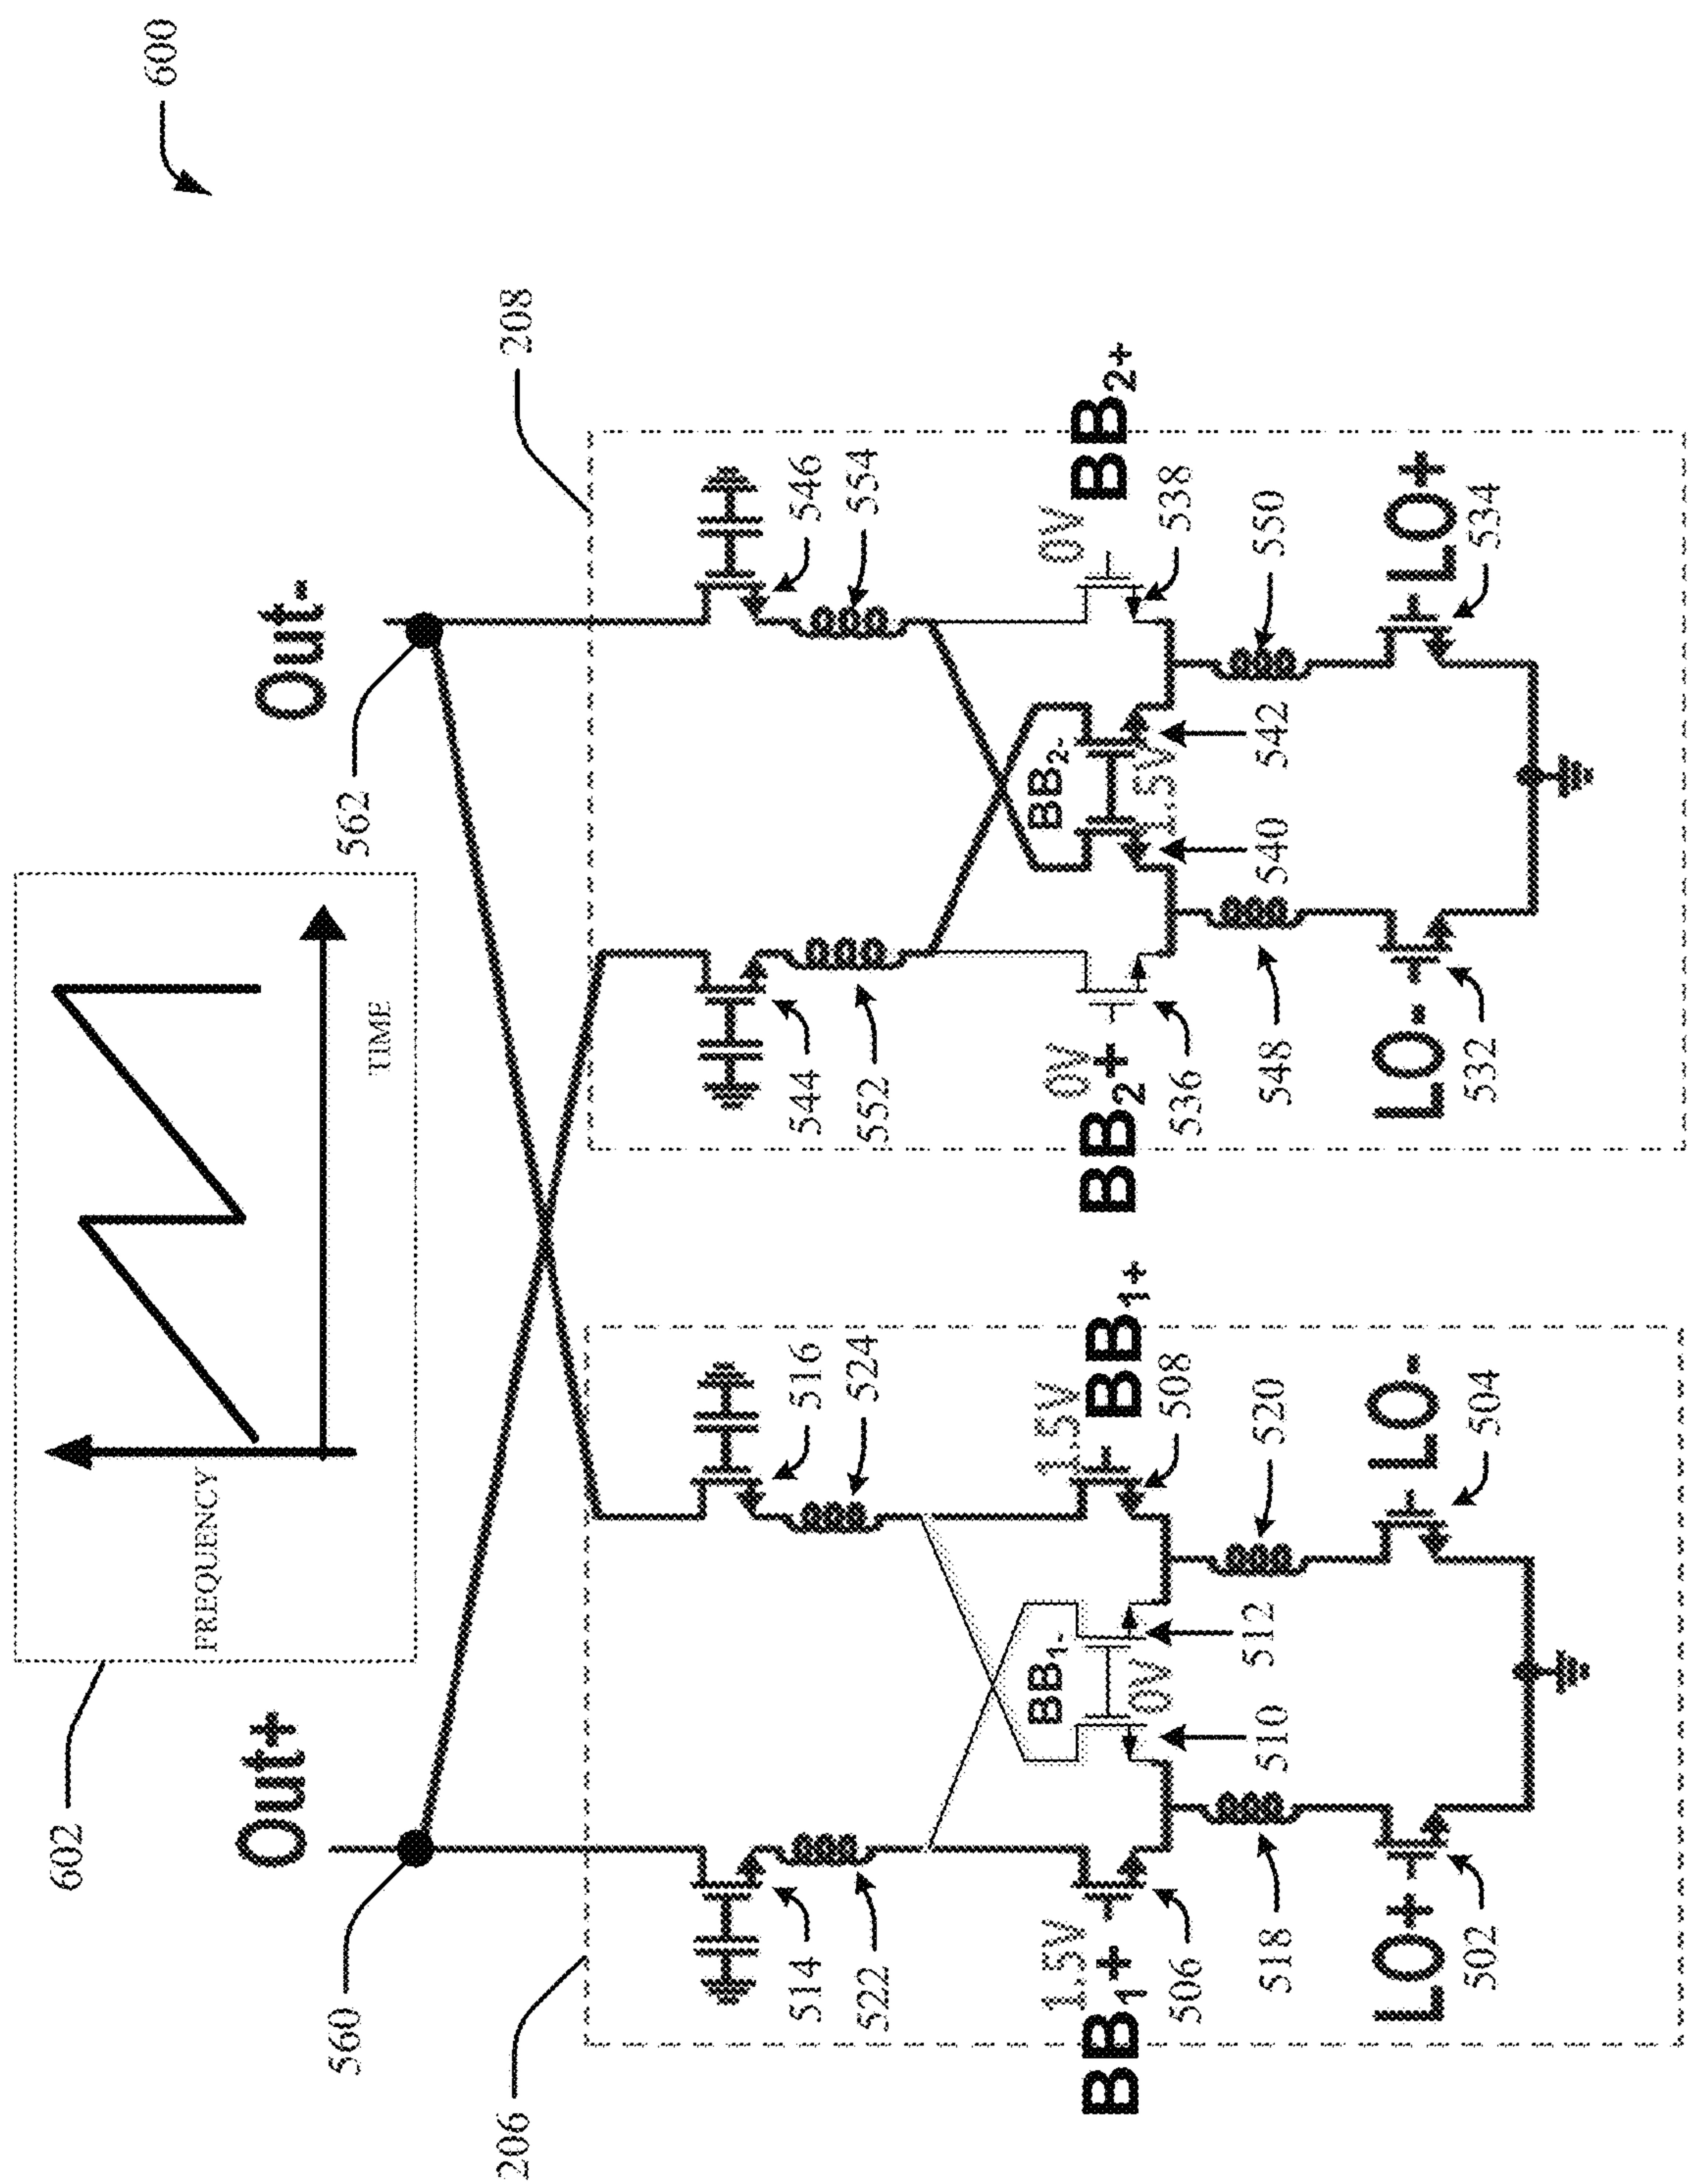 600
602
FREQUENCY
TIME
Out+
Out-
560
562
206
208
514
516
544
546
522
524
552
554
1.5V
1.5V
0V
0V
BB1+
BB1-
BB1+
BB2+
BB2-
BB2+
0V
1.5V
506
508
536
538
510
512
540
542
518
520
548
550
LO+
LO-
LO-
LO+
502
504
532
534